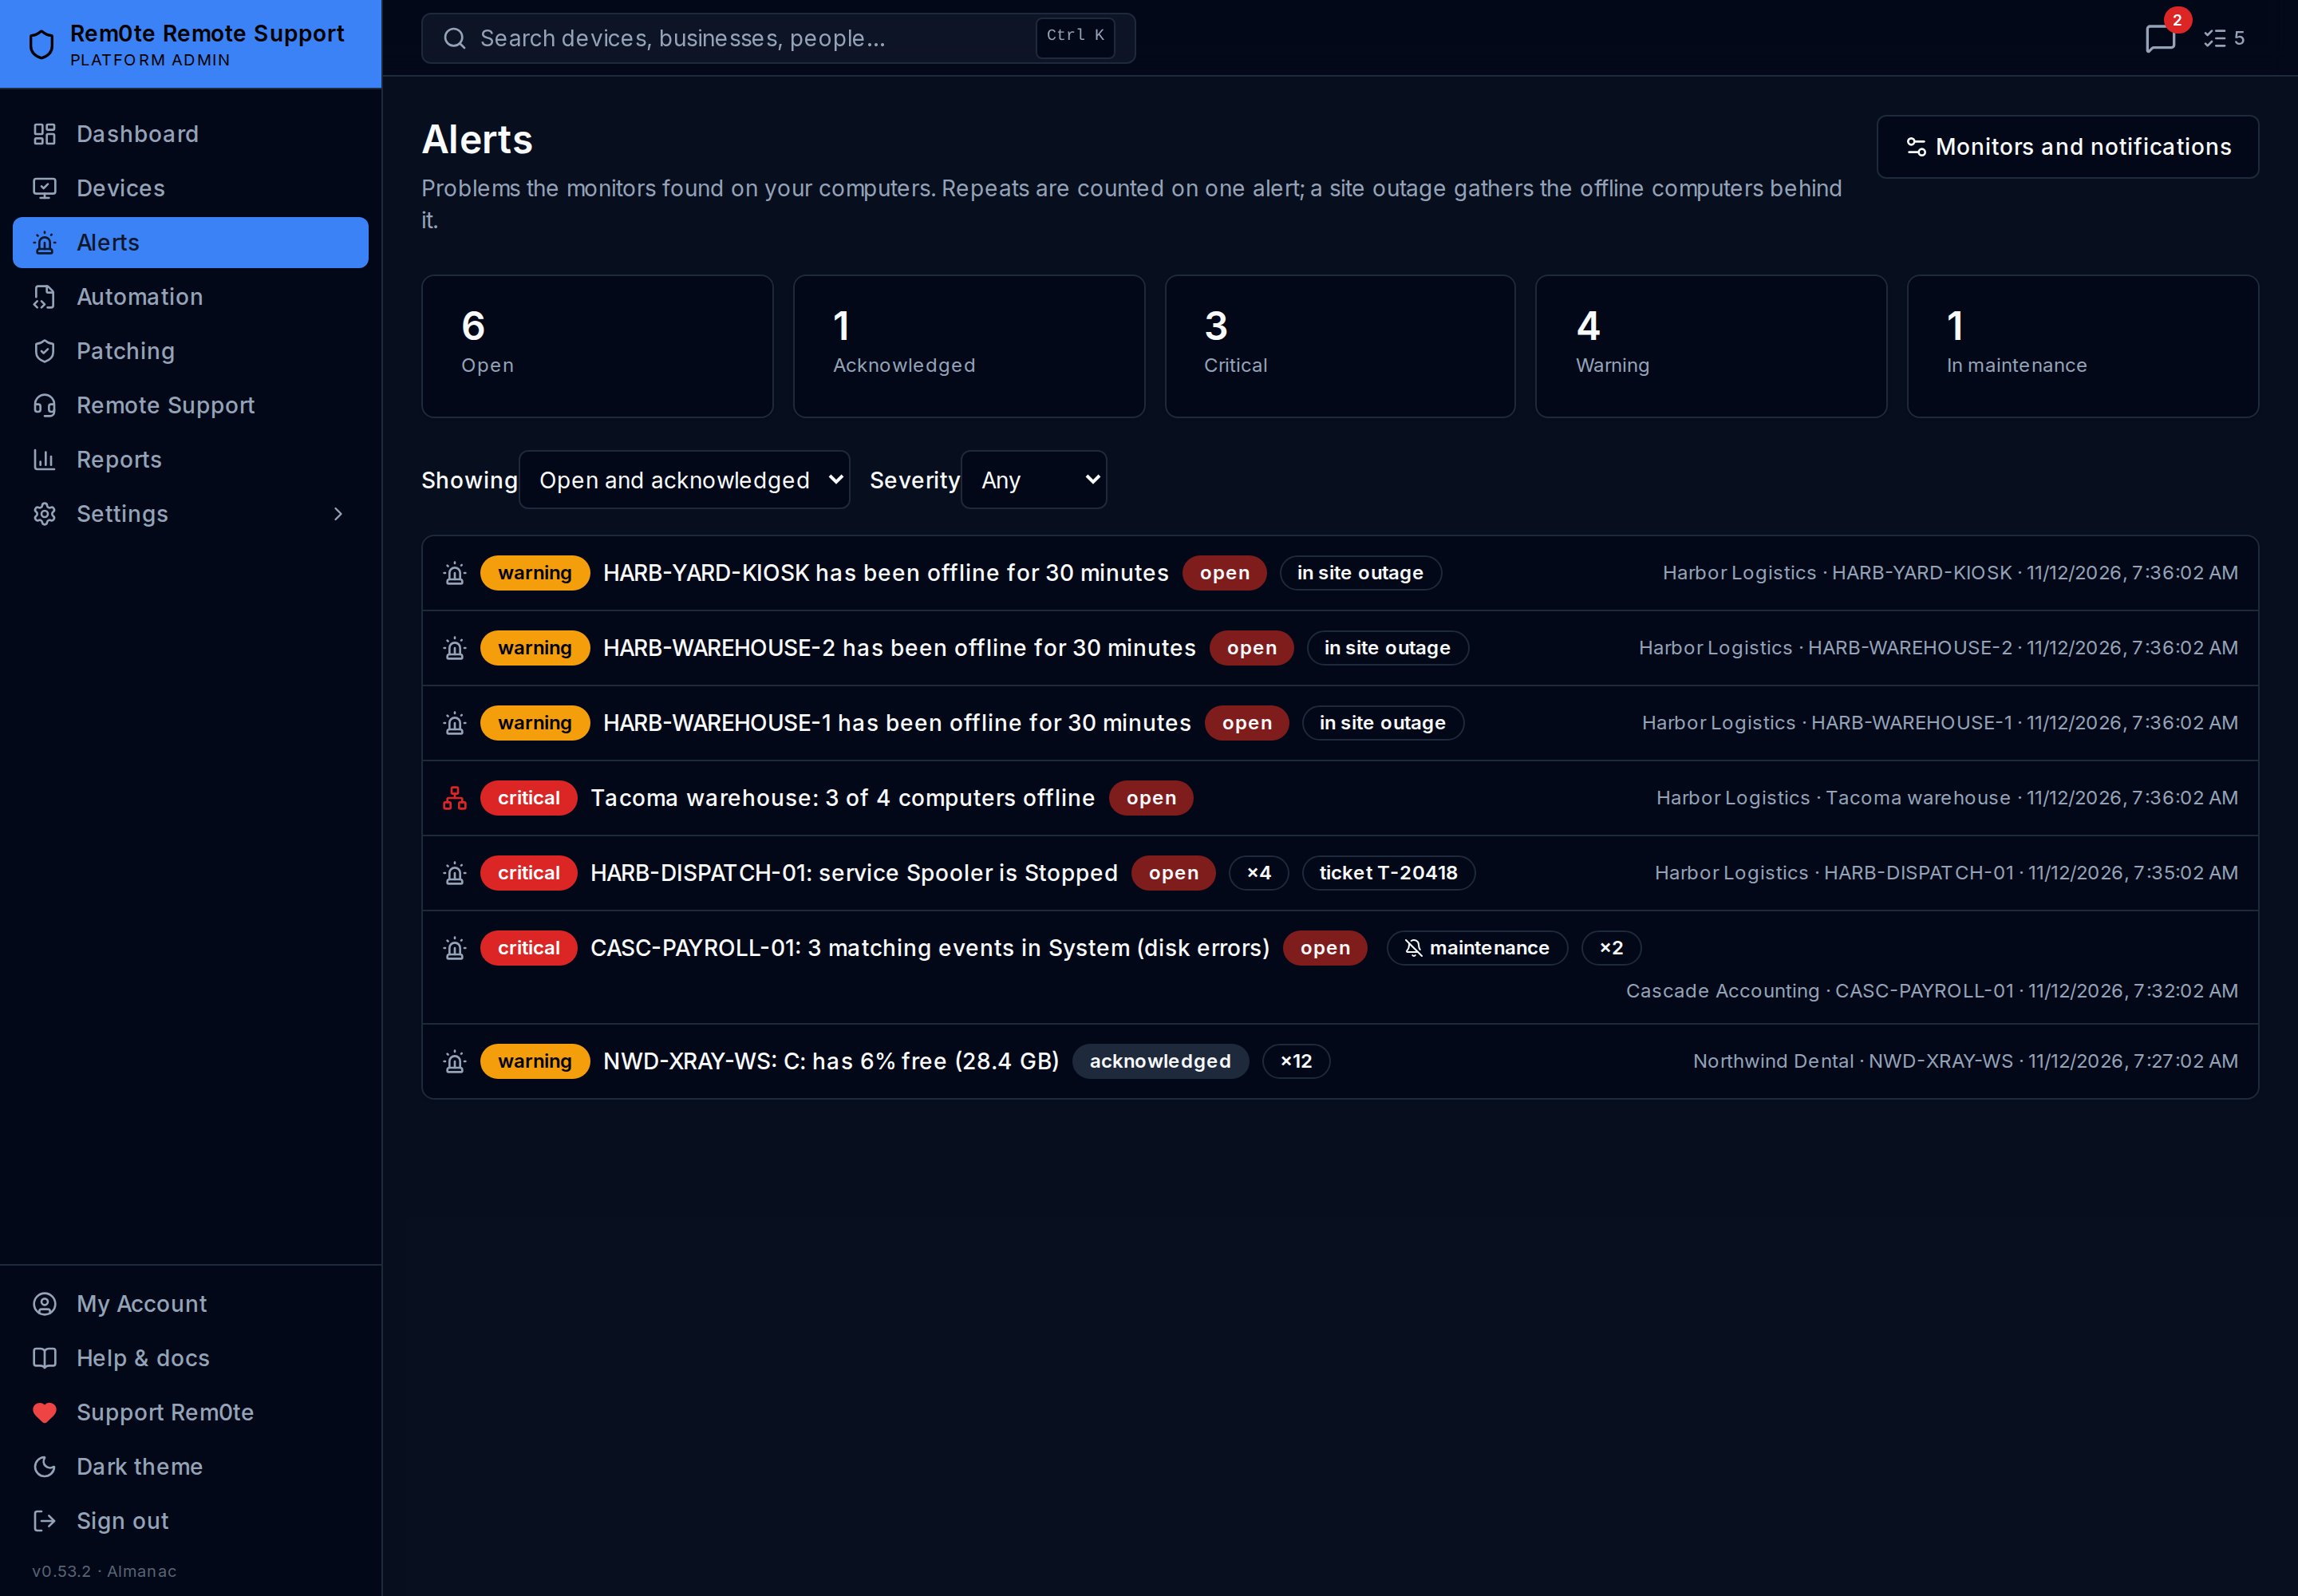 Rem0te Remote Support
PLATFORM ADMIN
Dashboard
Devices
Alerts
Automation
Patching
Remote Support
Reports
Settings
My Account
Help & docs
Support Rem0te
Dark theme
Sign out
v0.53.2 · Almanac
Search devices, businesses, people...
Ctrl K
2
5
Alerts
Monitors and notifications
Problems the monitors found on your computers. Repeats are counted on one alert; a site outage gathers the offline computers behind
it.
6
Open
1
Acknowledged
3
Critical
4
Warning
1
In maintenance
Showing Open and acknowledged Severity Any
warning HARB-YARD-KIOSK has been offline for 30 minutes open in site outage Harbor Logistics · HARB-YARD-KIOSK · 11/12/2026, 7:36:02 AM
warning HARB-WAREHOUSE-2 has been offline for 30 minutes open in site outage Harbor Logistics · HARB-WAREHOUSE-2 · 11/12/2026, 7:36:02 AM
warning HARB-WAREHOUSE-1 has been offline for 30 minutes open in site outage Harbor Logistics · HARB-WAREHOUSE-1 · 11/12/2026, 7:36:02 AM
critical Tacoma warehouse: 3 of 4 computers offline open Harbor Logistics · Tacoma warehouse · 11/12/2026, 7:36:02 AM
critical HARB-DISPATCH-01: service Spooler is Stopped open ×4 ticket T-20418 Harbor Logistics · HARB-DISPATCH-01 · 11/12/2026, 7:35:02 AM
critical CASC-PAYROLL-01: 3 matching events in System (disk errors) open maintenance ×2
Cascade Accounting · CASC-PAYROLL-01 · 11/12/2026, 7:32:02 AM
warning NWD-XRAY-WS: C: has 6% free (28.4 GB) acknowledged ×12 Northwind Dental · NWD-XRAY-WS · 11/12/2026, 7:27:02 AM